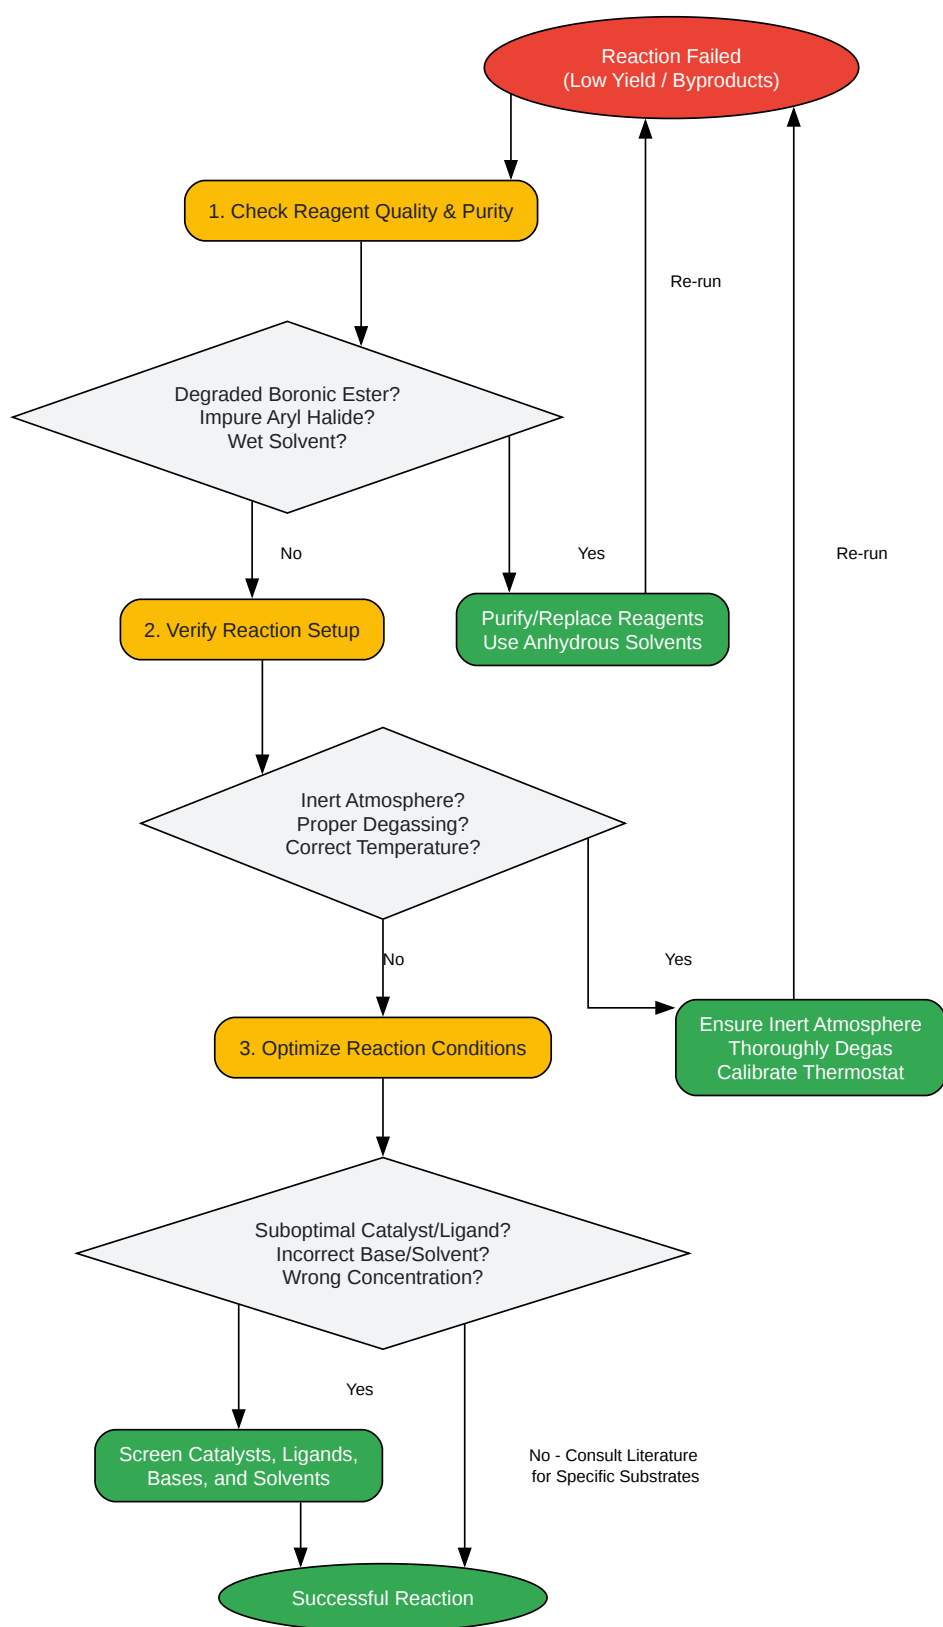 Reaction Failed
(Low Yield / Byproducts)
1. Check Reagent Quality & Purity
Re-run
Degraded Boronic Ester?
Impure Aryl Halide?
Wet Solvent?
No
Yes
Re-run
2. Verify Reaction Setup
Purify/Replace Reagents
Use Anhydrous Solvents
Inert Atmosphere?
Proper Degassing?
Correct Temperature?
No
Yes
3. Optimize Reaction Conditions
Ensure Inert Atmosphere
Thoroughly Degas
Calibrate Thermostat
Suboptimal Catalyst/Ligand?
Incorrect Base/Solvent?
Wrong Concentration?
Yes
No - Consult Literature
for Specific Substrates
Screen Catalysts, Ligands,
Bases, and Solvents
Successful Reaction